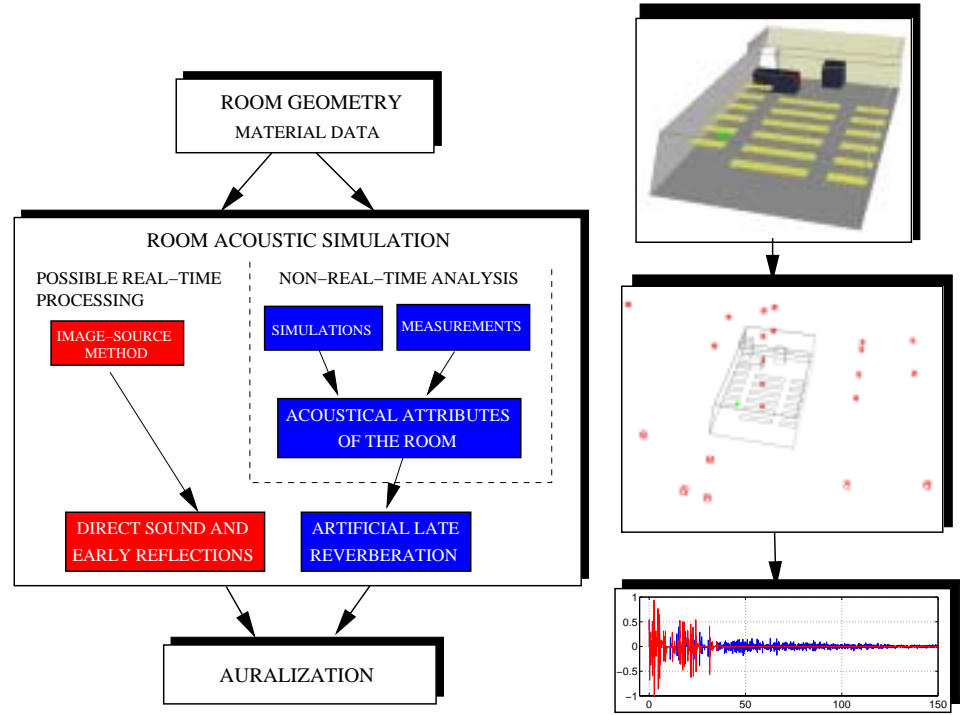 ROOM GEOMETRY
MATERIAL DATA
ROOM ACOUSTIC SIMULATION
POSSIBLE REAL–TIME
PROCESSING
NON–REAL–TIME ANALYSIS
IMAGE–SOURCE
METHOD
SIMULATIONS
MEASUREMENTS
ACOUSTICAL ATTRIBUTES
OF THE ROOM
DIRECT SOUND AND
EARLY REFLECTIONS
ARTIFICIAL LATE
REVERBERATION
AURALIZATION
1
0.5
0
−0.5
−1
0
50
100
150